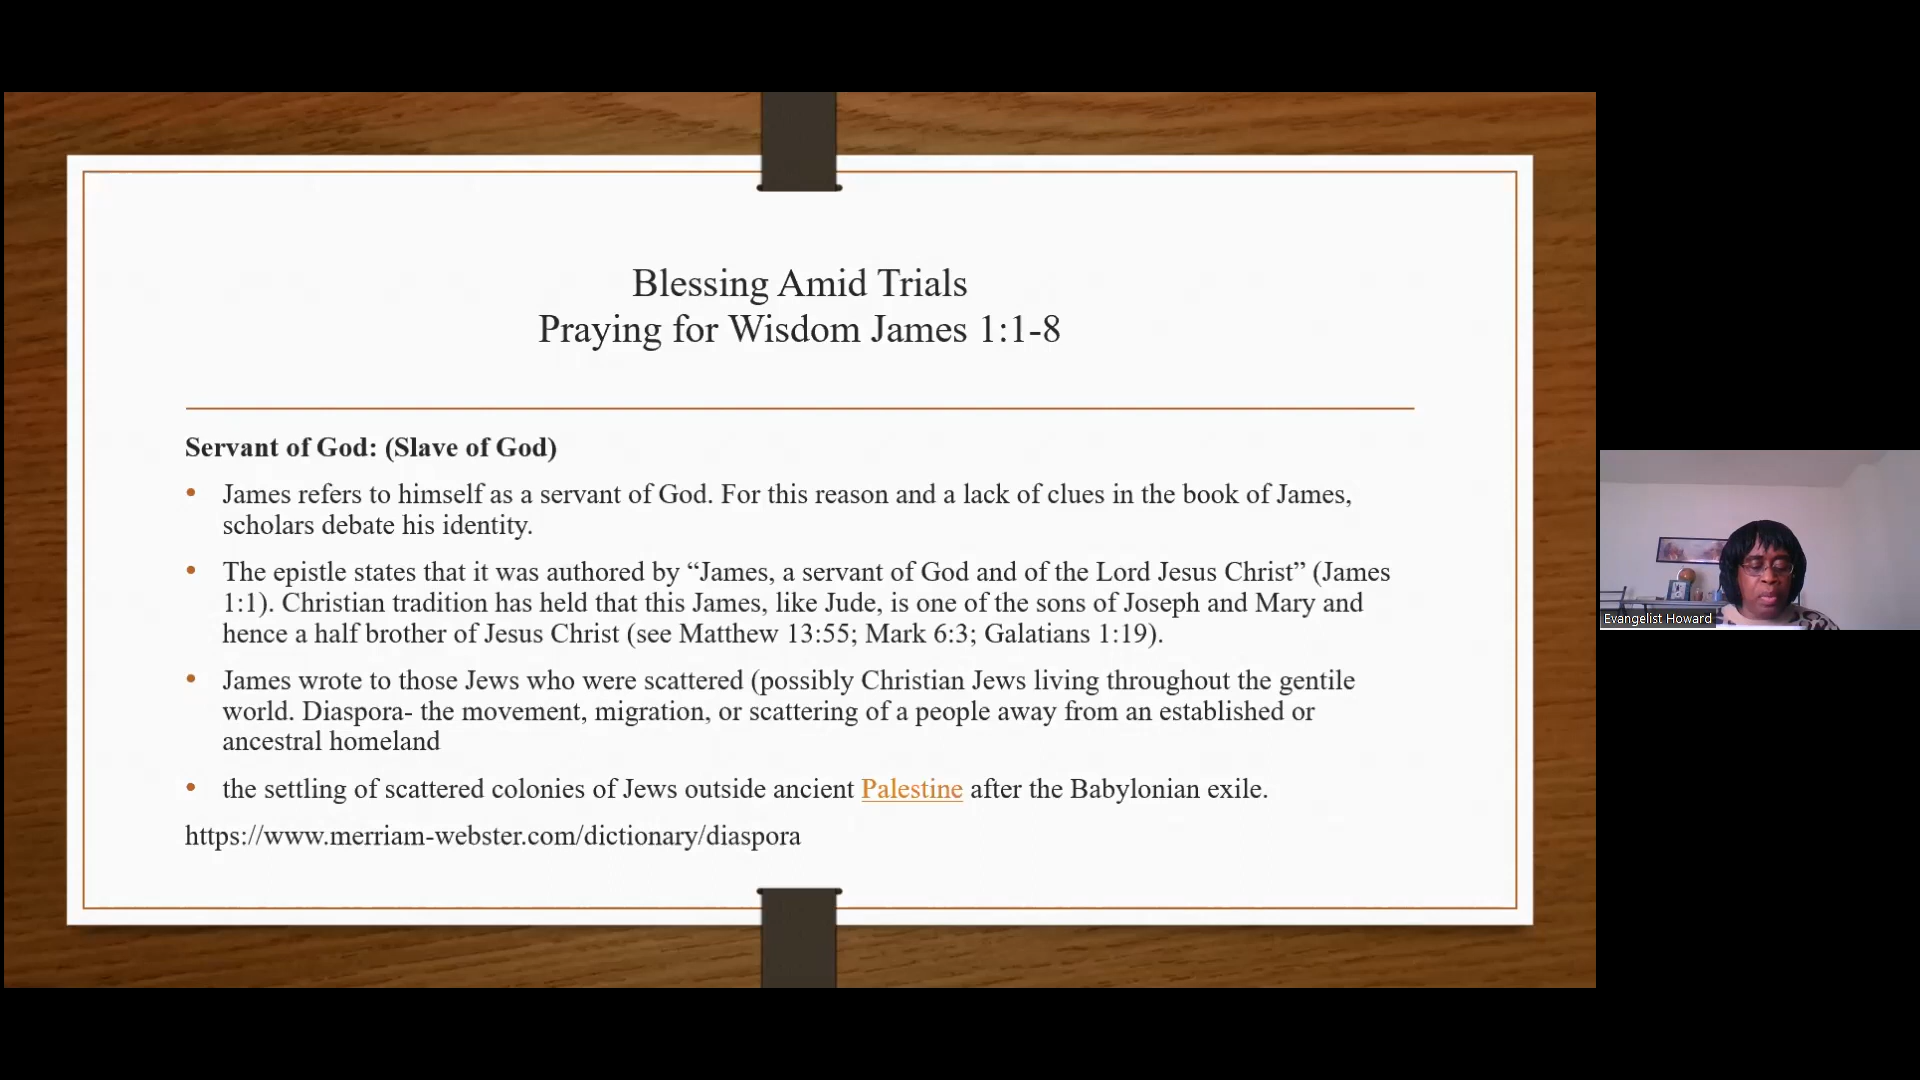 Blessing Amid Trials
Praying for Wisdom James 1:1-8
Servant of God: (Slave of God)
• James refers to himself as a servant of God. For this reason and a lack of clues in the book of James,
scholars debate his identity.
• The epistle states that it was authored by “James, a servant of God and of the Lord Jesus Christ” (James
1:1). Christian tradition has held that this James, like Jude, is one of the sons of Joseph and Mary and
hence a half brother of Jesus Christ (see Matthew 13:55; Mark 6:3; Galatians 1:19).
• James wrote to those Jews who were scattered (possibly Christian Jews living throughout the gentile
world. Diaspora- the movement, migration, or scattering of a people away from an established or
ancestral homeland
• the settling of scattered colonies of Jews outside ancient Palestine after the Babylonian exile.
https://www.merriam-webster.com/dictionary/diaspora
Evangelist Howard